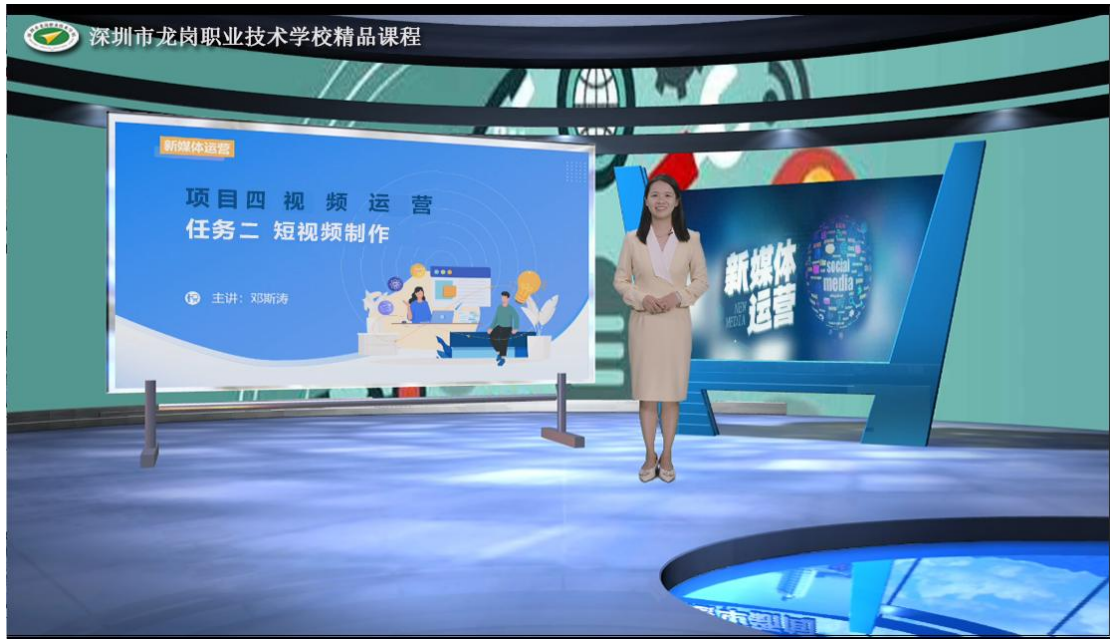 深圳市龙岗职业技术学校精品课程
新媒体运营
项目四 视 频 运 营
任务二 短视频制作
主讲：邓斯涛
新媒体
运营
NEW
MEDIA
social
media